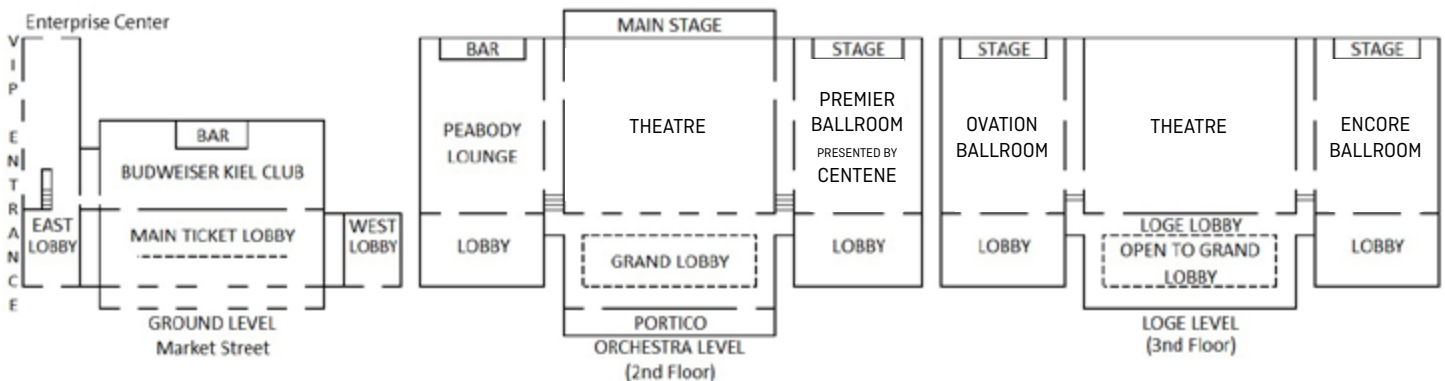 Enterprise Center
VIP ENTRANCE
BAR
BUDWEISER KIEL CLUB
EAST
LOBBY
MAIN TICKET LOBBY
WEST
LOBBY
GROUND LEVEL
Market Street
MAIN STAGE
BAR
STAGE
PEABODY
LOUNGE
THEATRE
PREMIER
BALLROOM
PRESENTED BY
CENTENE
LOBBY
GRAND LOBBY
LOBBY
PORTICO
ORCHESTRA LEVEL
(2nd Floor)
STAGE
STAGE
OVATION
BALLROOM
THEATRE
ENCORE
BALLROOM
LOBBY
LOGE LOBBY
OPEN TO GRAND
LOBBY
LOBBY
LOGE LEVEL
(3nd Floor)